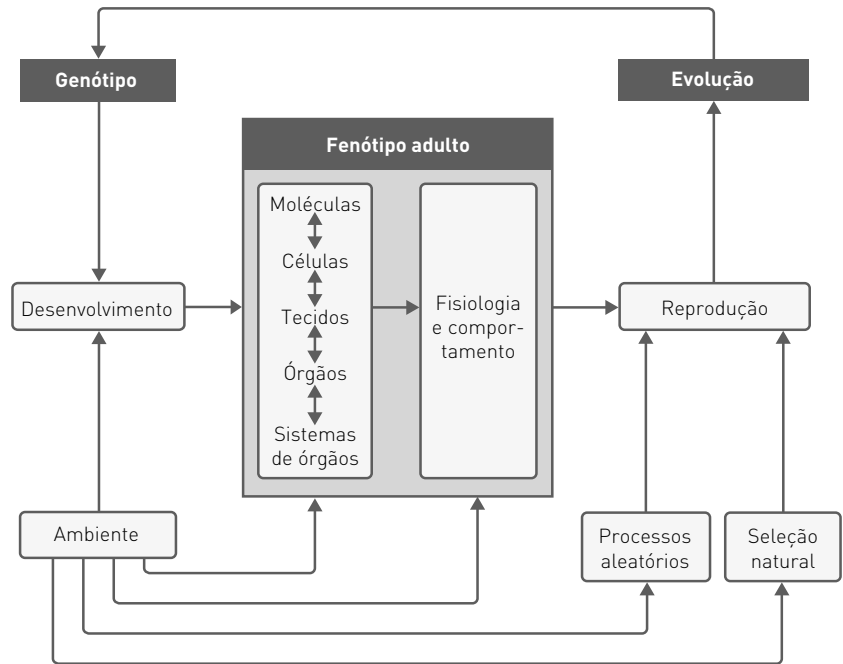 Genótipo
Evolução
Fenótipo adulto
Moléculas
Células
Tecidos
Órgãos
Sistemas
de órgãos
Fisiologia
e compor-
tamento
Desenvolvimento
Reprodução
Ambiente
Processos
aleatórios
Seleção
natural